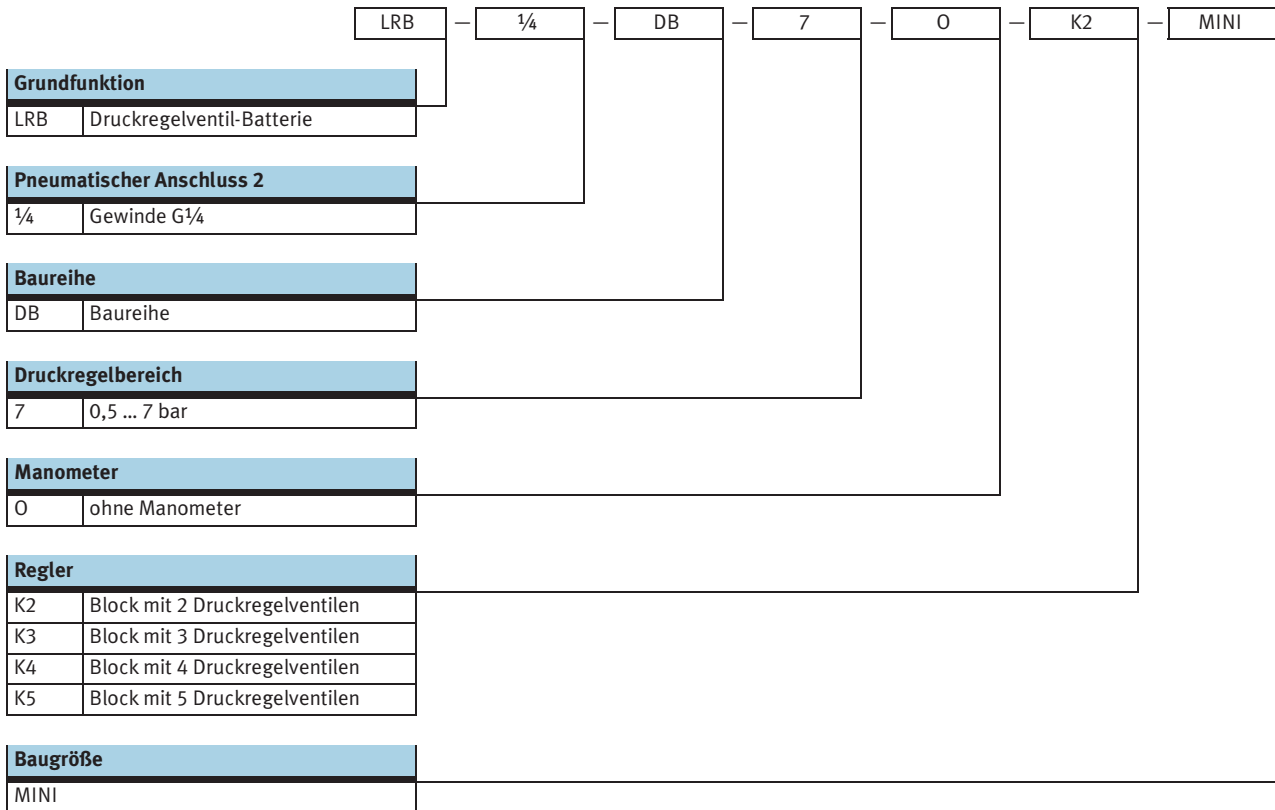 LRB — ¼ — DB — 7 — O — K2 — MINI
Grundfunktion
LRB Druckregelventil-Batterie
Pneumatischer Anschluss 2
¼ Gewinde G¼
Baureihe
DB Baureihe
Druckregelbereich
7 0,5 ... 7 bar
Manometer
O ohne Manometer
Regler
K2 Block mit 2 Druckregelventilen
K3 Block mit 3 Druckregelventilen
K4 Block mit 4 Druckregelventilen
K5 Block mit 5 Druckregelventilen
Baugröße
MINI